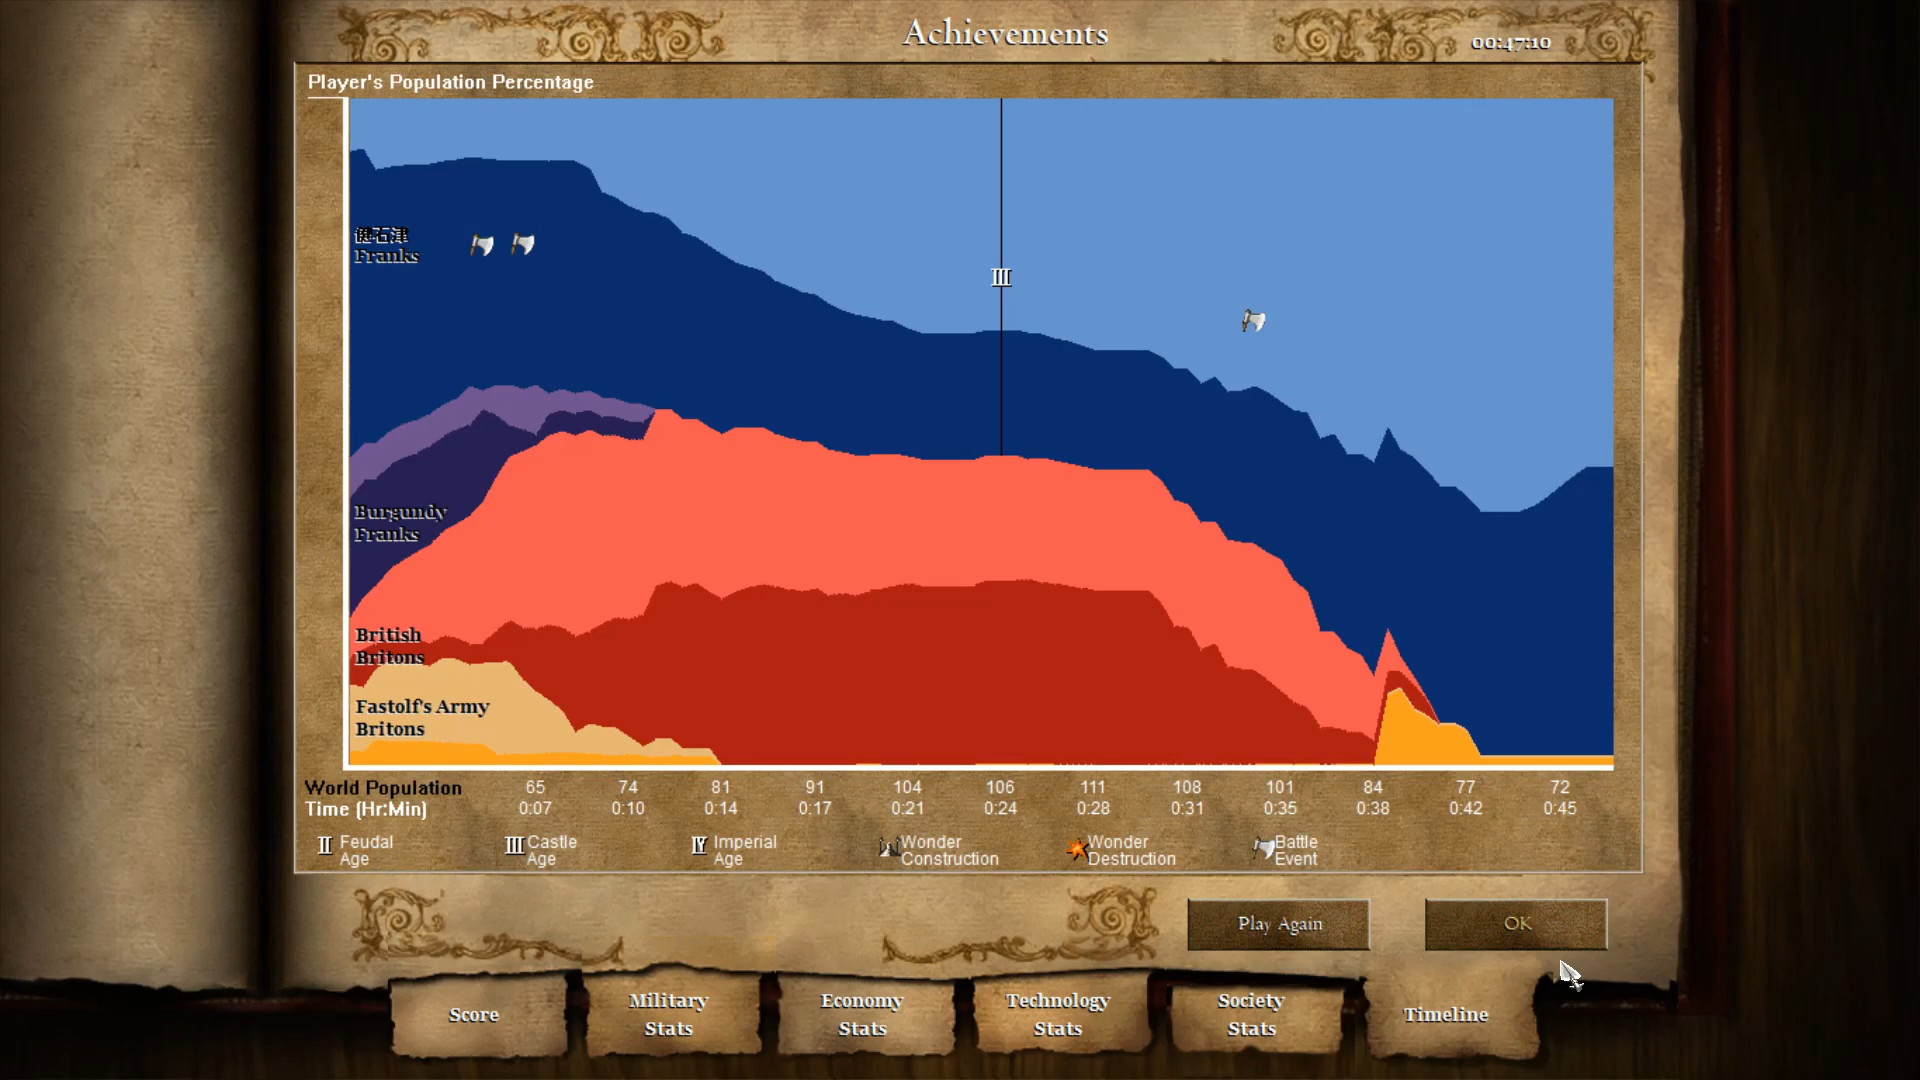 Achievements
00:47:10
Player's Population Percentage
健石津
Franks
III
Burgundy
Franks
British
Britons
Fastolf's Army
Britons
World Population 65 74 81 91 104 106 111 108 101 84 77 72
Time (Hr:Min) 0:07 0:10 0:14 0:17 0:21 0:24 0:28 0:31 0:35 0:38 0:42 0:45
II Feudal Age
III Castle Age
IV Imperial Age
Wonder Construction
Wonder Destruction
Battle Event
Play Again
OK
Score
Military Stats
Economy Stats
Technology Stats
Society Stats
Timeline